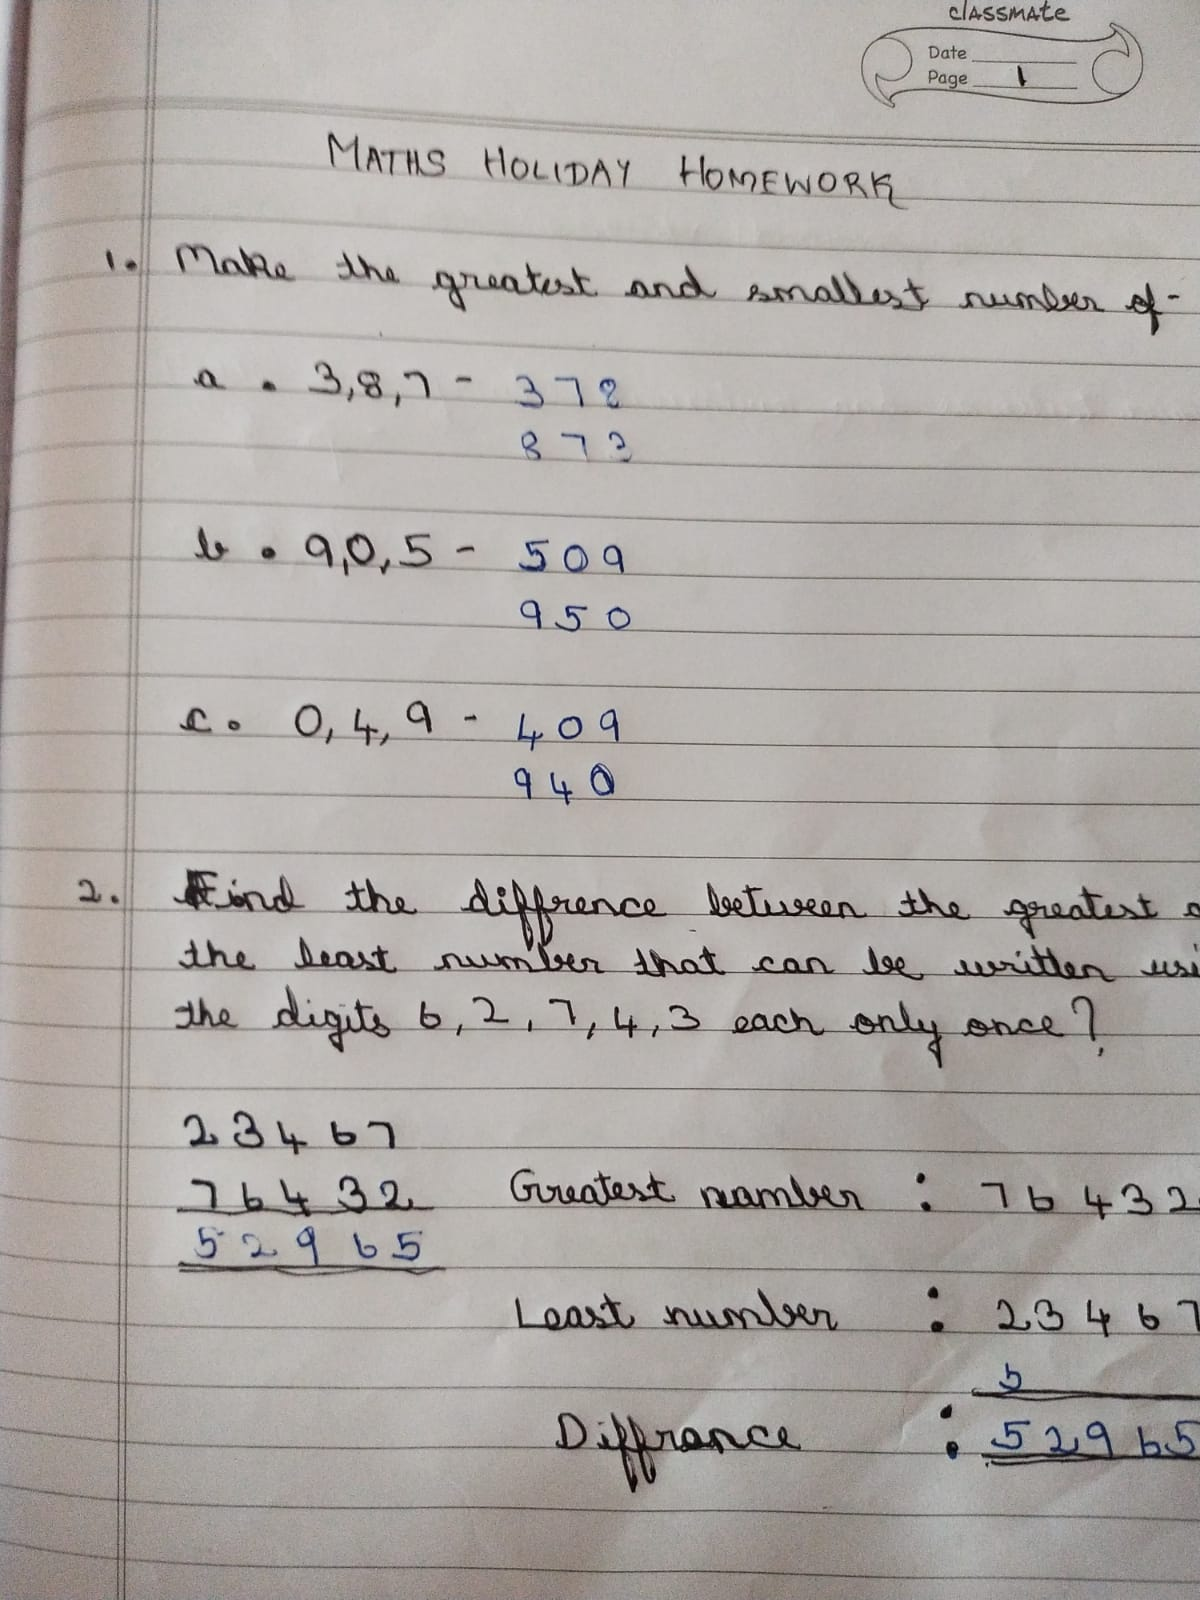 classmate
Date
Page 1
MATHS HOLIDAY HOMEWORK
1. Make the greatest and smallest number of-
a. 3,8,7 - 378
873
b. 9,0,5 - 509
950
c. 0,4,9 - 409
940
2. Find the diffrence between the greatest
the least number that can be written usi
the digits 6,2,7,4,3 each only once?
23467
76432 Greatest number : 76432
52965
Least number : 23467
5
Diffrance : 52965